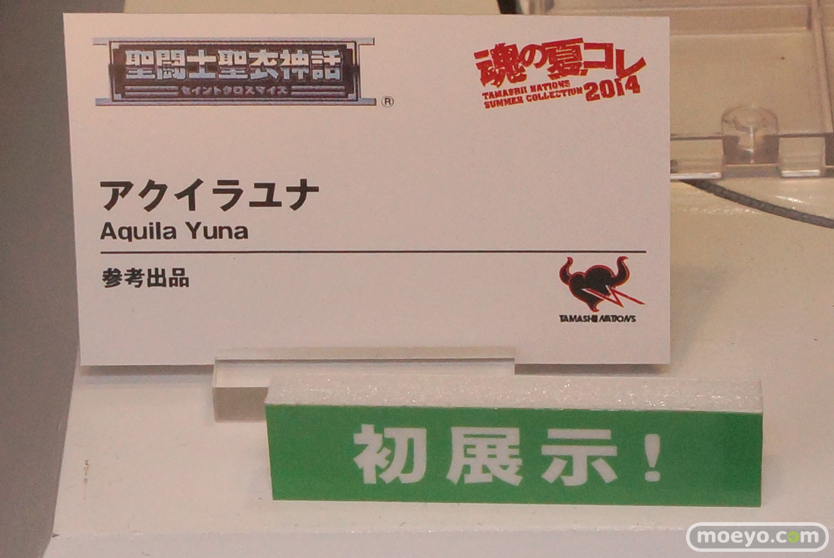 聖闘士聖衣神話
セイントクロスマイス
®
魂の夏コレ
TAMASHII NATIONS
SUMMER COLLECTION 2014
アクイラユナ
Aquila Yuna
参考出品
TAMASHII NATIONS
初展示!
moeyo.com